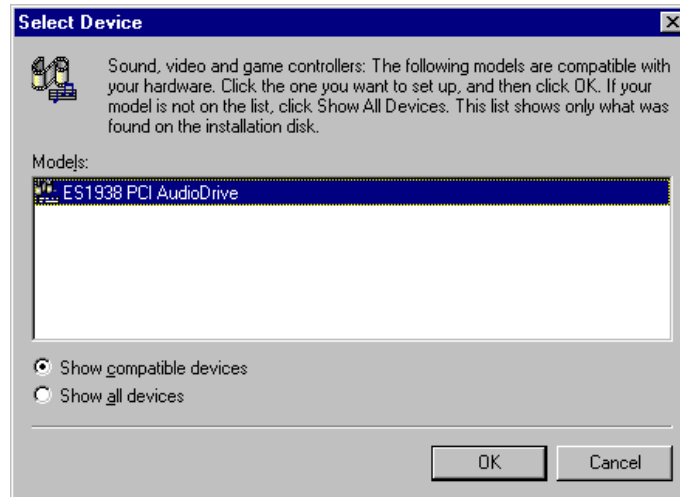 Select Device
Sound, video and game controllers: The following models are compatible with
your hardware. Click the one you want to set up, and then click OK. If your
model is not on the list, click Show All Devices. This list shows only what was
found on the installation disk.
Models:
ES1938 PCI AudioDrive
Show compatible devices
Show all devices
OK Cancel